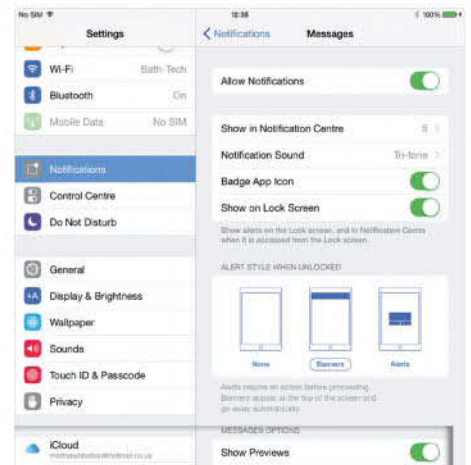 No SIM 12:35 100%
Settings
Notifications Messages
Wi-Fi Bath-Tech
Bluetooth On
Mobile Data No SIM
Notifications
Control Centre
Do Not Disturb
General
Display & Brightness
Wallpaper
Sounds
Touch ID & Passcode
Privacy
iCloud
Allow Notifications
Show in Notification Centre 5
Notification Sound Tri-tone
Badge App Icon
Show on Lock Screen
Show alerts on the Lock screen, and in Notification Centre
when it is accessed from the Lock screen.
ALERT STYLE WHEN UNLOCKED
None Banners Alerts
Alerts require an action before proceeding.
Banners appear at the top of the screen and
go away automatically.
MESSAGES OPTIONS
Show Previews